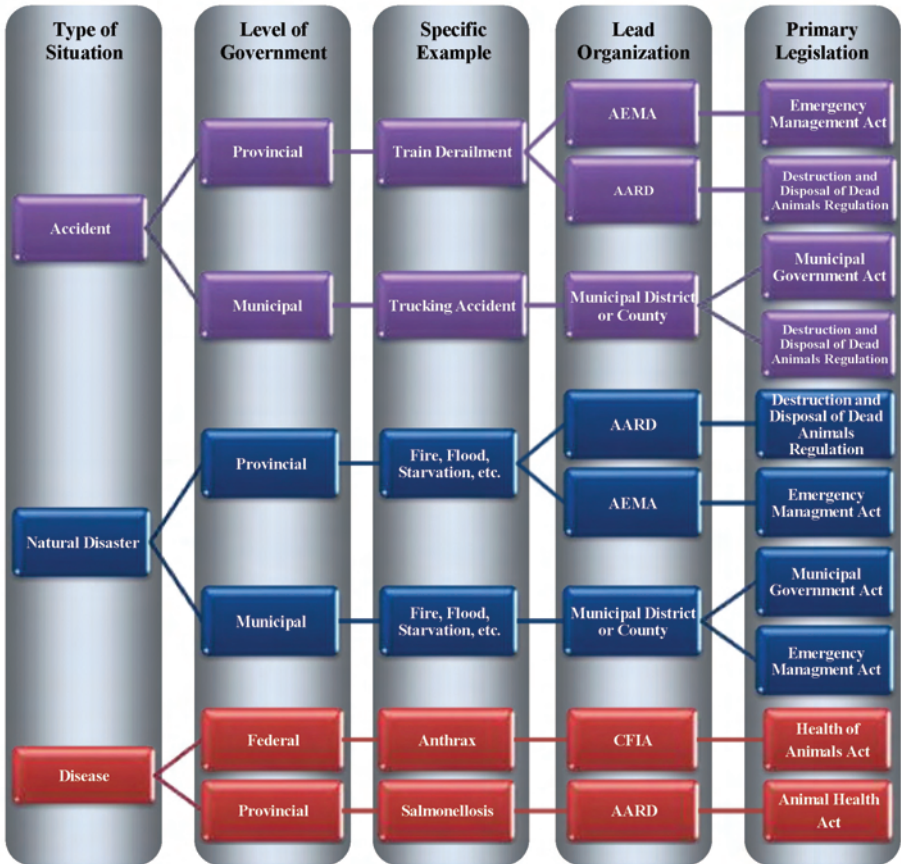 Type of
Situation
Level of
Government
Specific
Example
Lead
Organization
Primary
Legislation
Accident
Provincial
Train Derailment
AEMA
Emergency
Management Act
AARD
Destruction and
Disposal of Dead
Animals Regulation
Municipal
Trucking Accident
Municipal District
or County
Municipal
Government Act
Destruction and
Disposal of Dead
Animals Regulation
Natural Disaster
Provincial
Fire, Flood,
Starvation, etc.
AARD
Destruction and
Disposal of Dead
Animals
Regulation
AEMA
Emergency
Managment Act
Municipal
Fire, Flood,
Starvation, etc.
Municipal District
or County
Municipal
Government Act
Emergency
Managment Act
Disease
Federal
Anthrax
CFIA
Health of
Animals Act
Provincial
Salmonellosis
AARD
Animal Health
Act